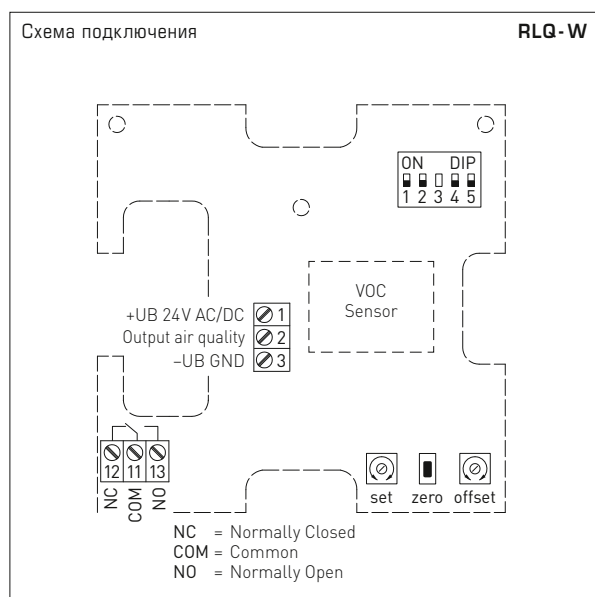 Схема подключения RLQ-W
ON DIP
1 2 3 4 5
VOC
Sensor
+UB 24V AC/DC 1
Output air quality 2
–UB GND 3
12 11 13
NC COM NO
set zero offset
NC = Normally Closed
COM = Common
NO = Normally Open